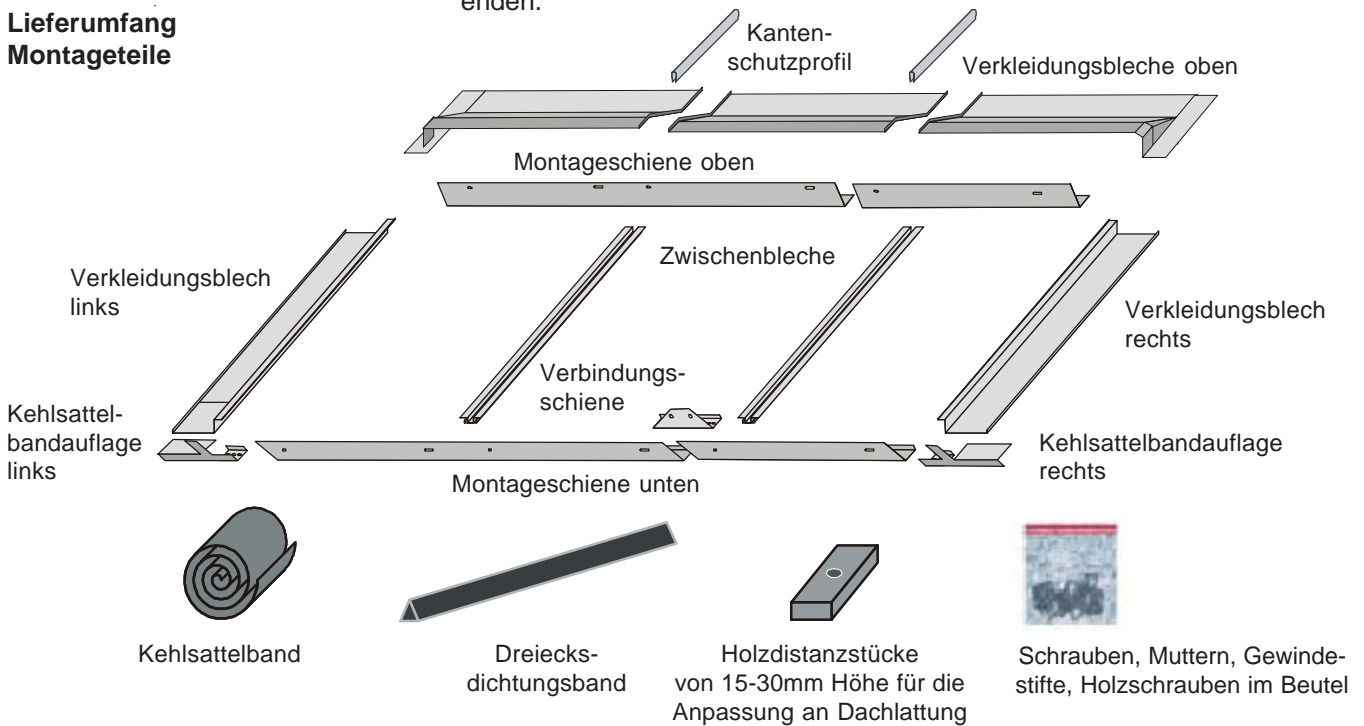 enden.
Lieferumfang
Montageteile
Kanten-
schutzprofil
Verkleidungsbleche oben
Montageschiene oben
Zwischenbleche
Verkleidungsblech
links
Verkleidungsblech
rechts
Verbindungs-
schiene
Kehlsattel-
bandauflage
links
Kehlsattelbandauflage
rechts
Montageschiene unten
Kehlsattelband
Dreiecks-
dichtungsband
Holzdistanzstücke
von 15-30mm Höhe für die
Anpassung an Dachlattung
Schrauben, Muttern, Gewinde-
stifte, Holzschrauben im Beutel